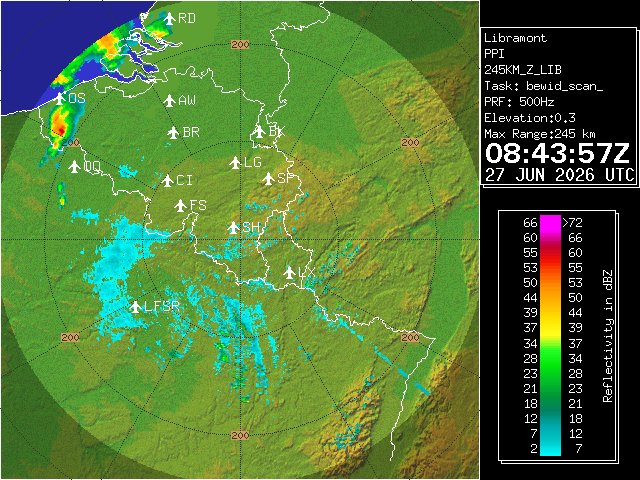 RD
200
OS
AW
BR
BK
200
200
OO
LG
CI
SP
FS
SH
LX
LFSR
200
200
200
Libramont
PPI
245KM_Z_LIB
Task: bewid_scan_
PRF: 500Hz
Elevation:0.3
Max Range:245 km
08:43:57Z
27 JUN 2026 UTC
66 >72
60 66
55 60
53 55
50 53
44 50
39 44
37 39
34 37
28 34
23 28
21 23
18 21
12 18
7 12
2 7
Reflectivity in dBZ